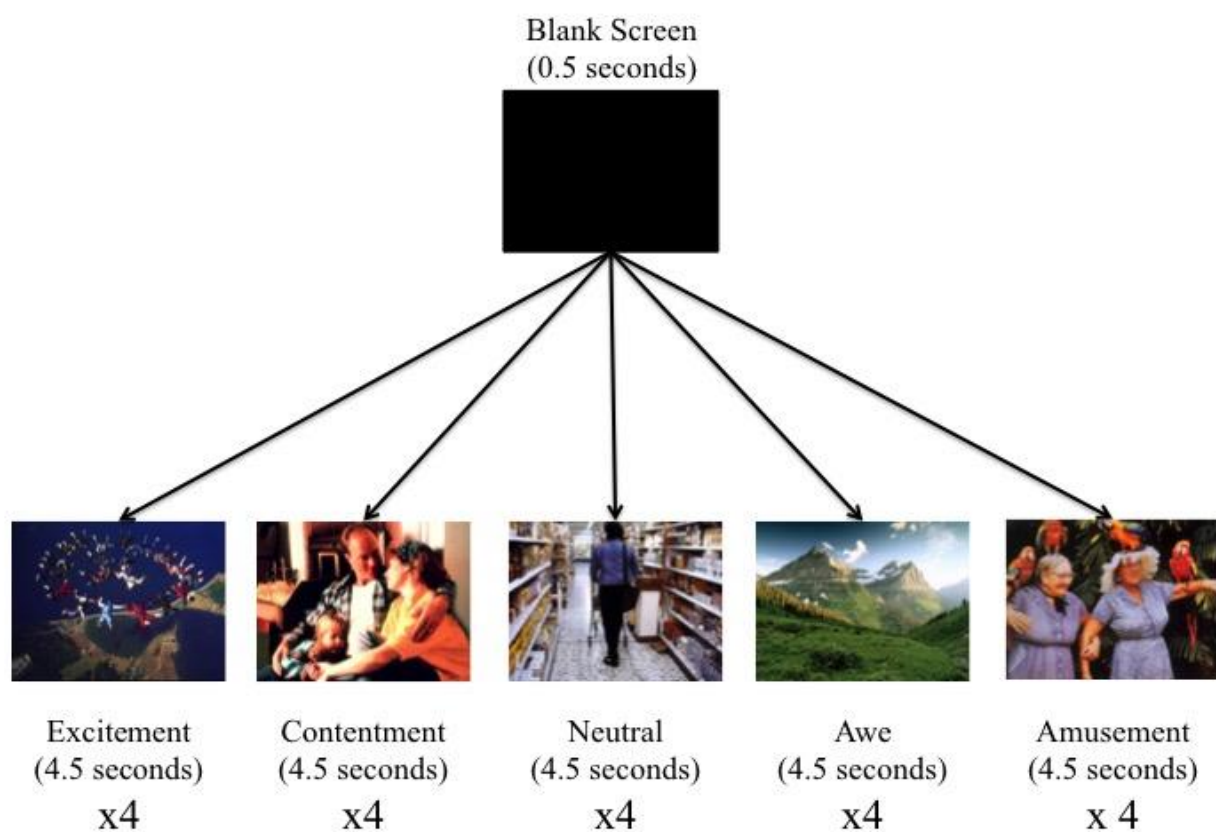 Blank Screen
(0.5 seconds)
Excitement
(4.5 seconds)
x4
Contentment
(4.5 seconds)
x4
Neutral
(4.5 seconds)
x4
Awe
(4.5 seconds)
x4
Amusement
(4.5 seconds)
x 4